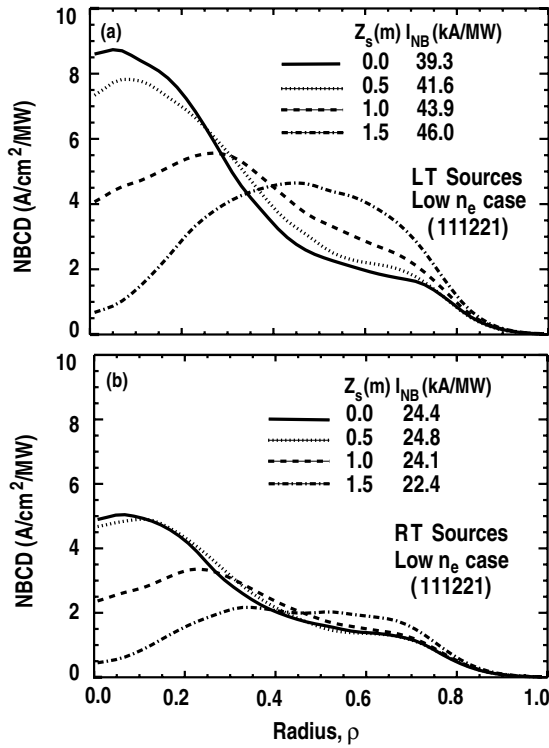 (a)
Z_s(m) I_NB (kA/MW)
0.0 39.3
0.5 41.6
1.0 43.9
1.5 46.0
LT Sources
Low n_e case
(111221)
NBCD (A/cm²/MW)
10
8
6
4
2
0
(b)
Z_s(m) I_NB(kA/MW)
0.0 24.4
0.5 24.8
1.0 24.1
1.5 22.4
RT Sources
Low n_e case
(111221)
NBCD (A/cm²/MW)
8
6
4
2
0
0.0 0.2 0.4 0.6 0.8 1.0
Radius, ρ